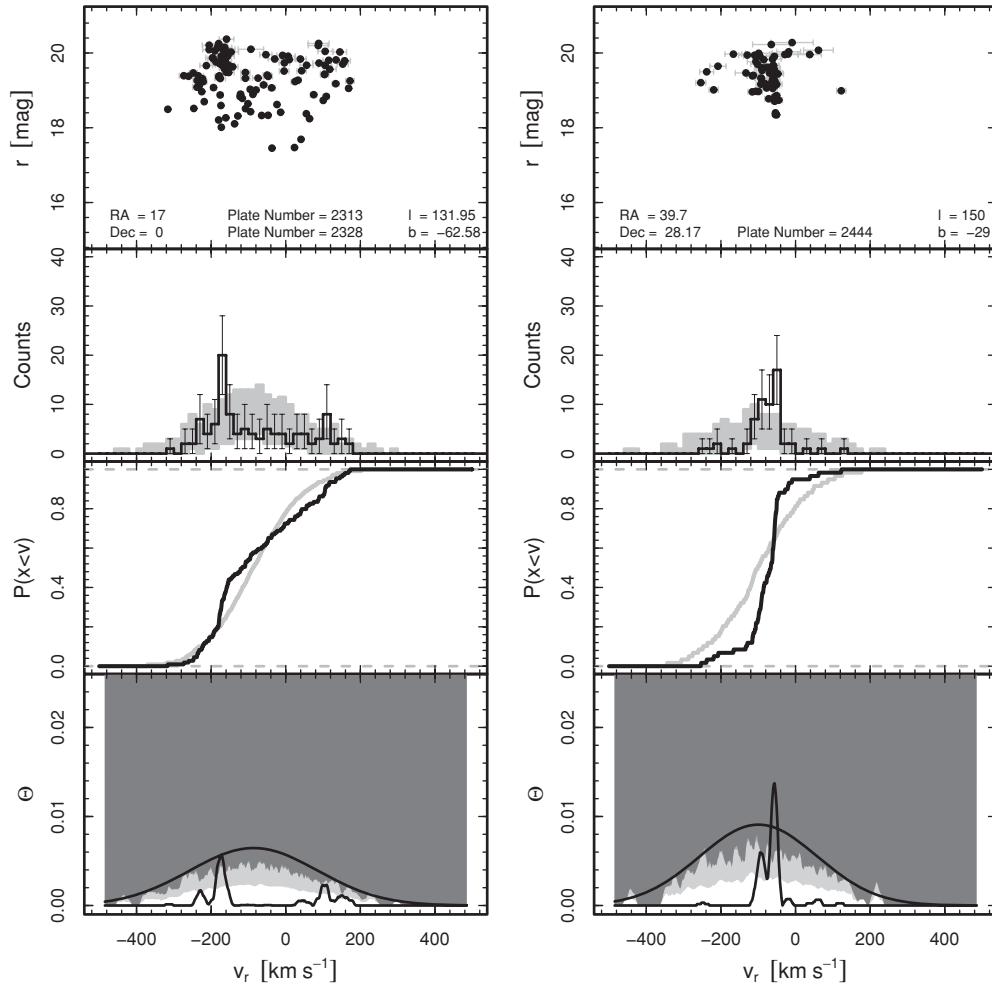 r [mag]
20
18
16
RA = 17 Plate Number = 2313 l = 131.95
Dec = 0 Plate Number = 2328 b = −62.58
Counts
40
30
20
10
0
P(x<v)
0.8
0.4
0.0
Θ
0.02
0.01
0.00
−400 −200 0 200 400
v_r [km s⁻¹]
r [mag]
20
18
16
RA = 39.7 l = 150
Dec = 28.17 Plate Number = 2444 b = −29
Counts
40
30
20
10
0
P(x<v)
0.8
0.4
0.0
Θ
0.02
0.01
0.00
−400 −200 0 200 400
v_r [km s⁻¹]